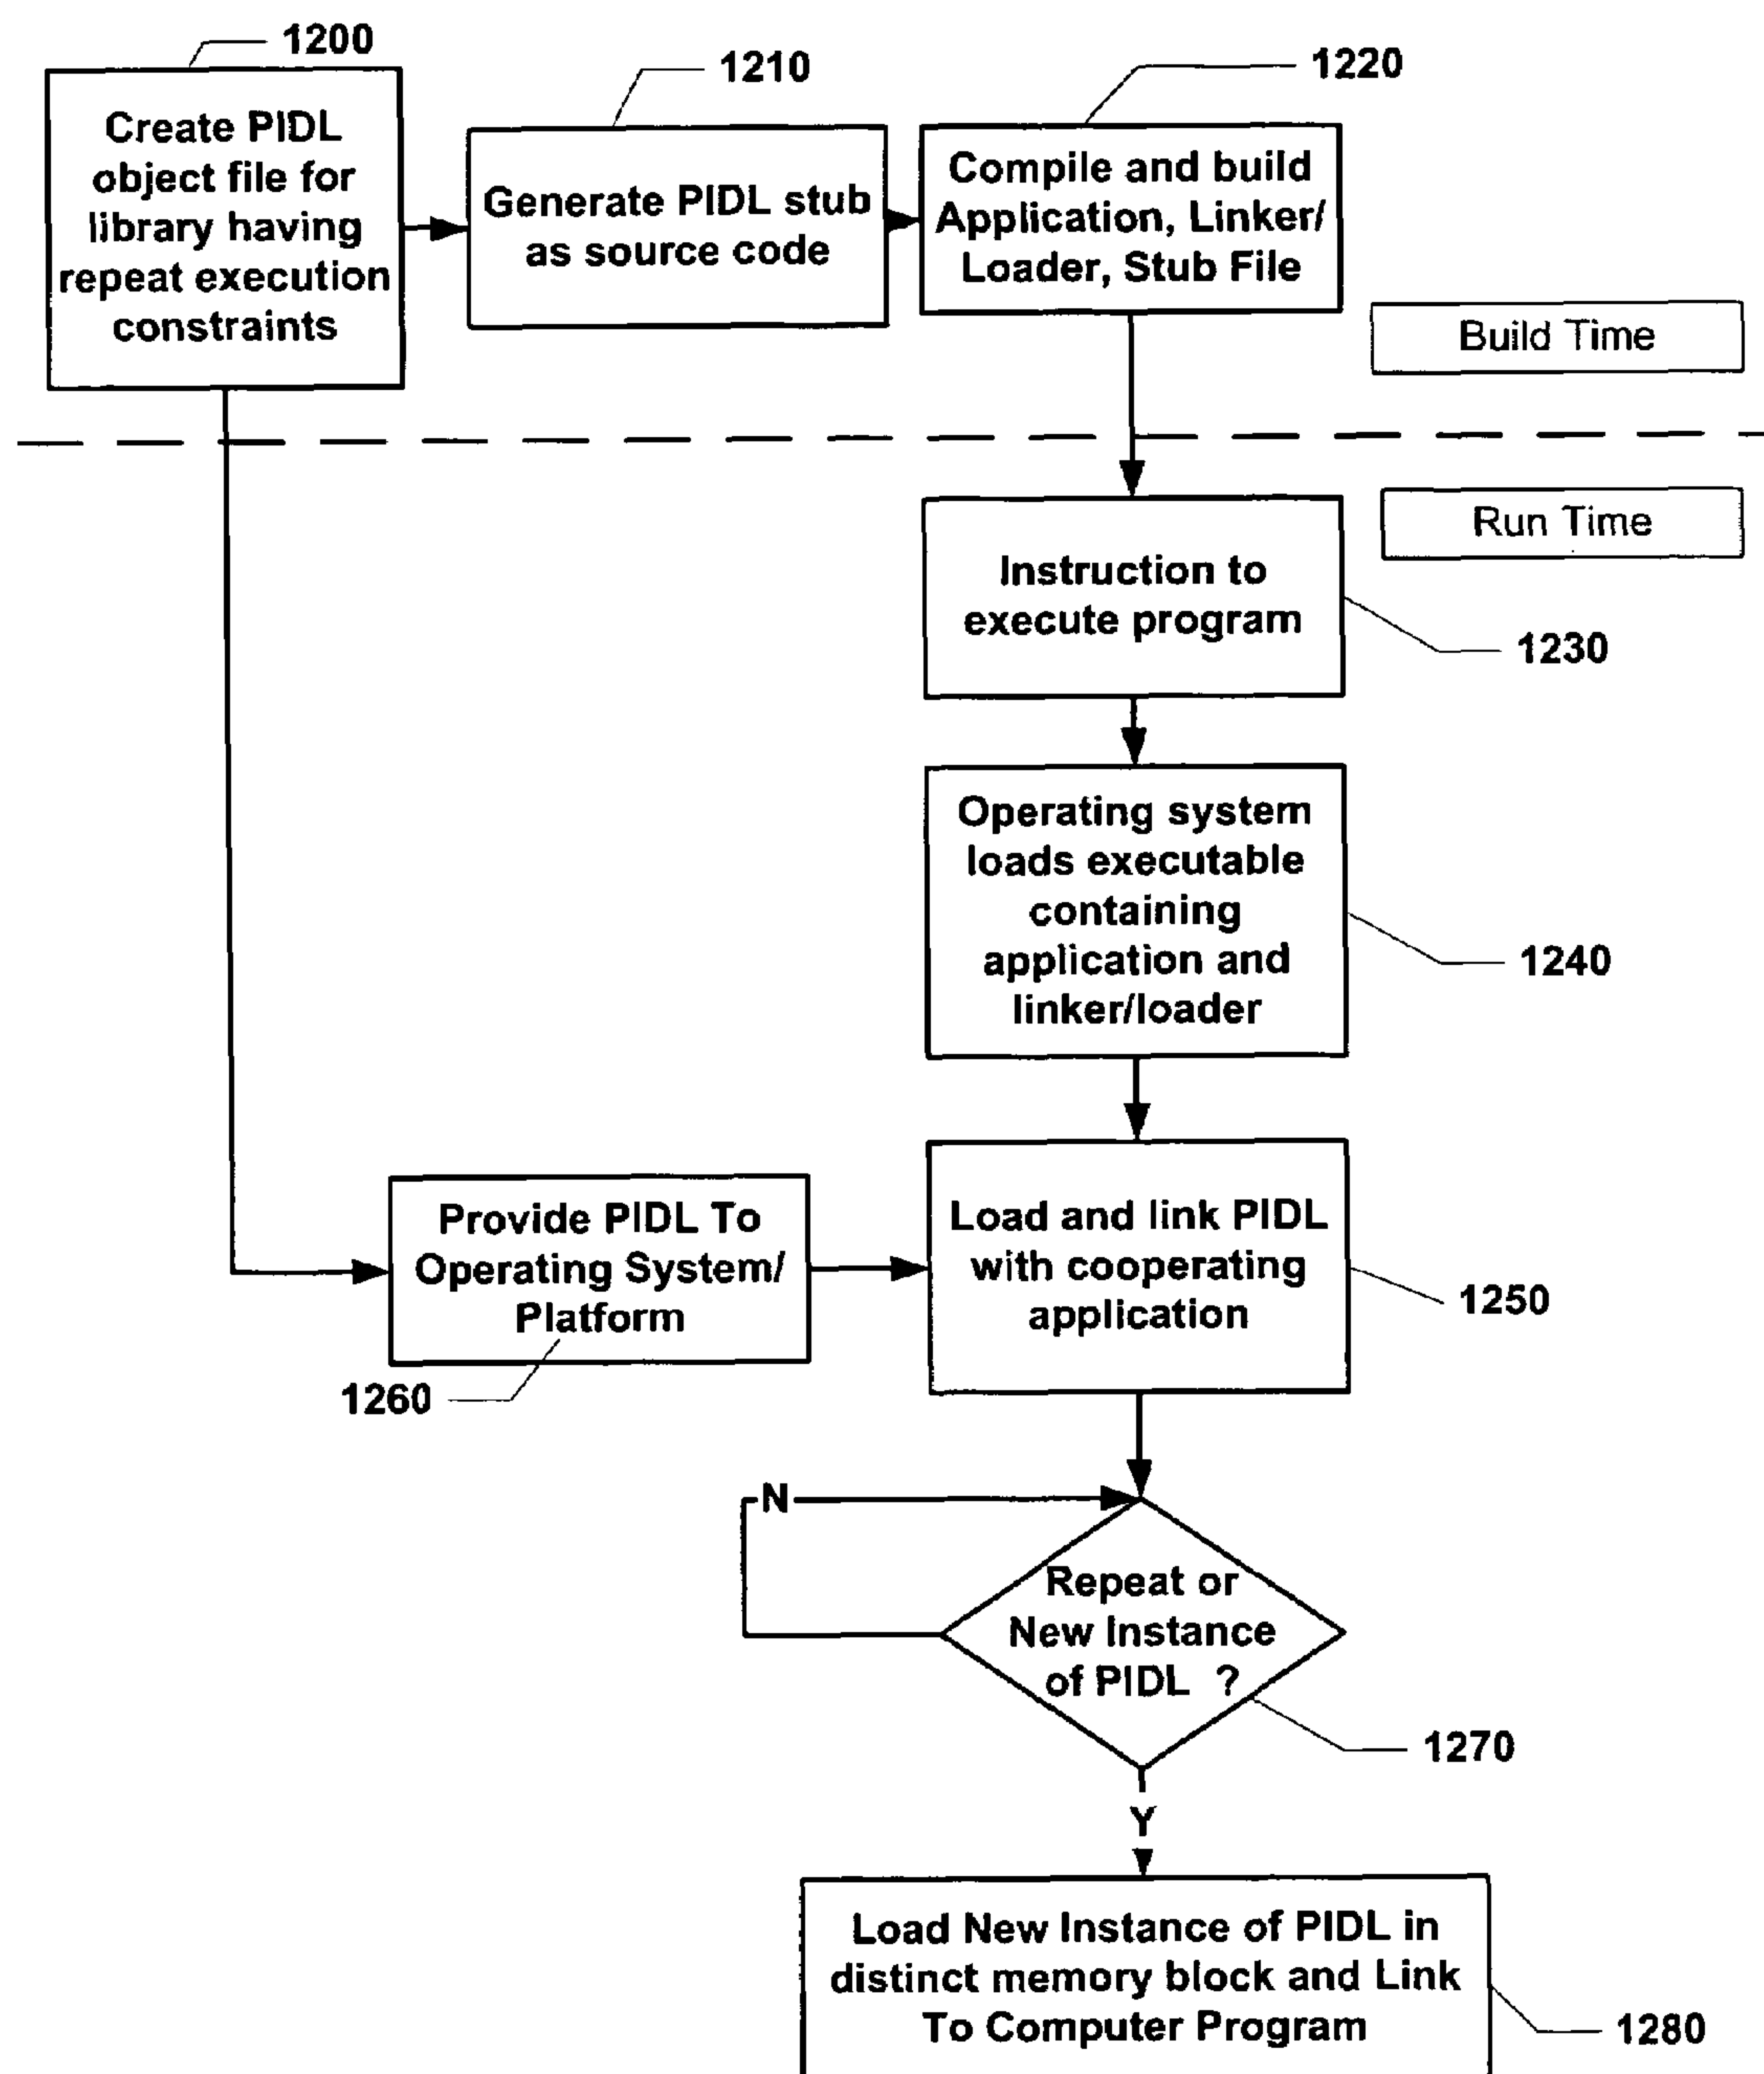 1200
Create PIDL
object file for
library having
repeat execution
constraints
1210
Generate PIDL stub
as source code
1220
Compile and build
Application, Linker/
Loader, Stub File
Build Time
Run Time
Instruction to
execute program
1230
Operating system
loads executable
containing
application and
linker/loader
1240
Provide PIDL To
Operating System/
Platform
1260
Load and link PIDL
with cooperating
application
1250
N
Repeat or
New Instance
of PIDL ?
1270
Y
Load New Instance of PIDL in
distinct memory block and Link
To Computer Program
1280